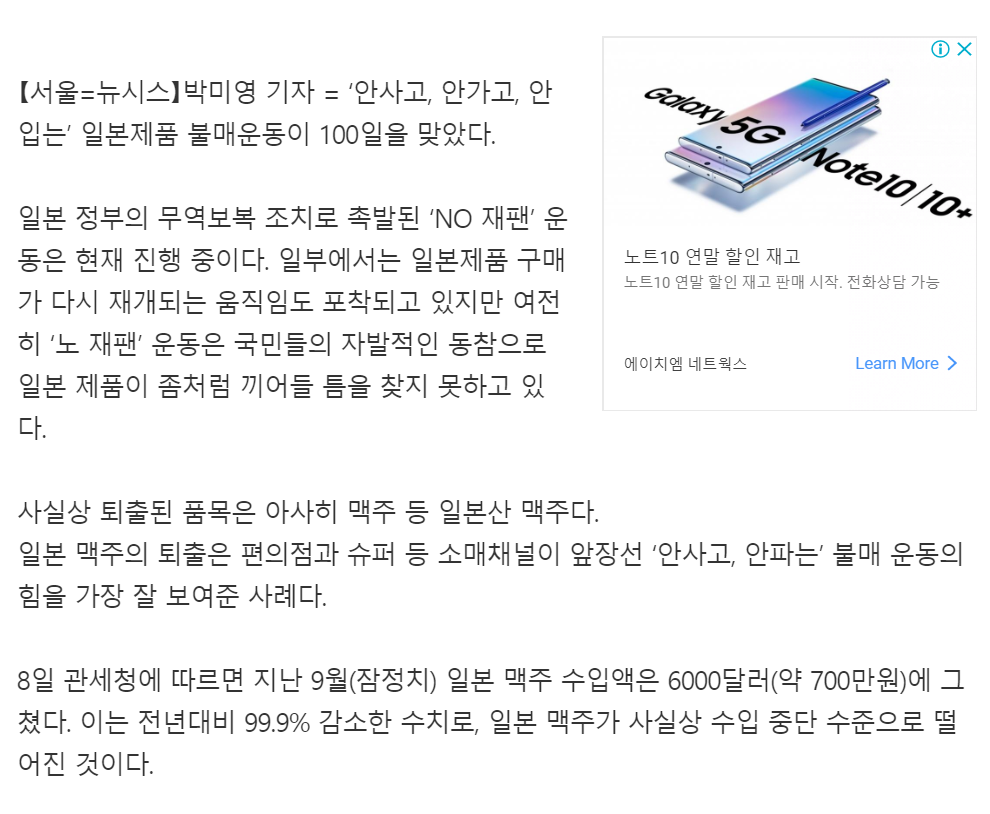 【서울=뉴시스】박미영 기자 = ‘안사고, 안가고, 안
입는’ 일본제품 불매운동이 100일을 맞았다.
일본 정부의 무역보복 조치로 촉발된 ‘NO 재팬’ 운
동은 현재 진행 중이다. 일부에서는 일본제품 구매
가 다시 재개되는 움직임도 포착되고 있지만 여전
히 ‘노 재팬’ 운동은 국민들의 자발적인 동참으로
일본 제품이 좀처럼 끼어들 틈을 찾지 못하고 있
다.
Galaxy 5G
Note10/10+
노트10 연말 할인 재고
노트10 연말 할인 재고 판매 시작. 전화상담 가능
에이치엠 네트웍스
Learn More
사실상 퇴출된 품목은 아사히 맥주 등 일본산 맥주다.
일본 맥주의 퇴출은 편의점과 슈퍼 등 소매채널이 앞장선 ‘안사고, 안파는’ 불매 운동의
힘을 가장 잘 보여준 사례다.
8일 관세청에 따르면 지난 9월(잠정치) 일본 맥주 수입액은 6000달러(약 700만원)에 그
쳤다. 이는 전년대비 99.9% 감소한 수치로, 일본 맥주가 사실상 수입 중단 수준으로 떨
어진 것이다.